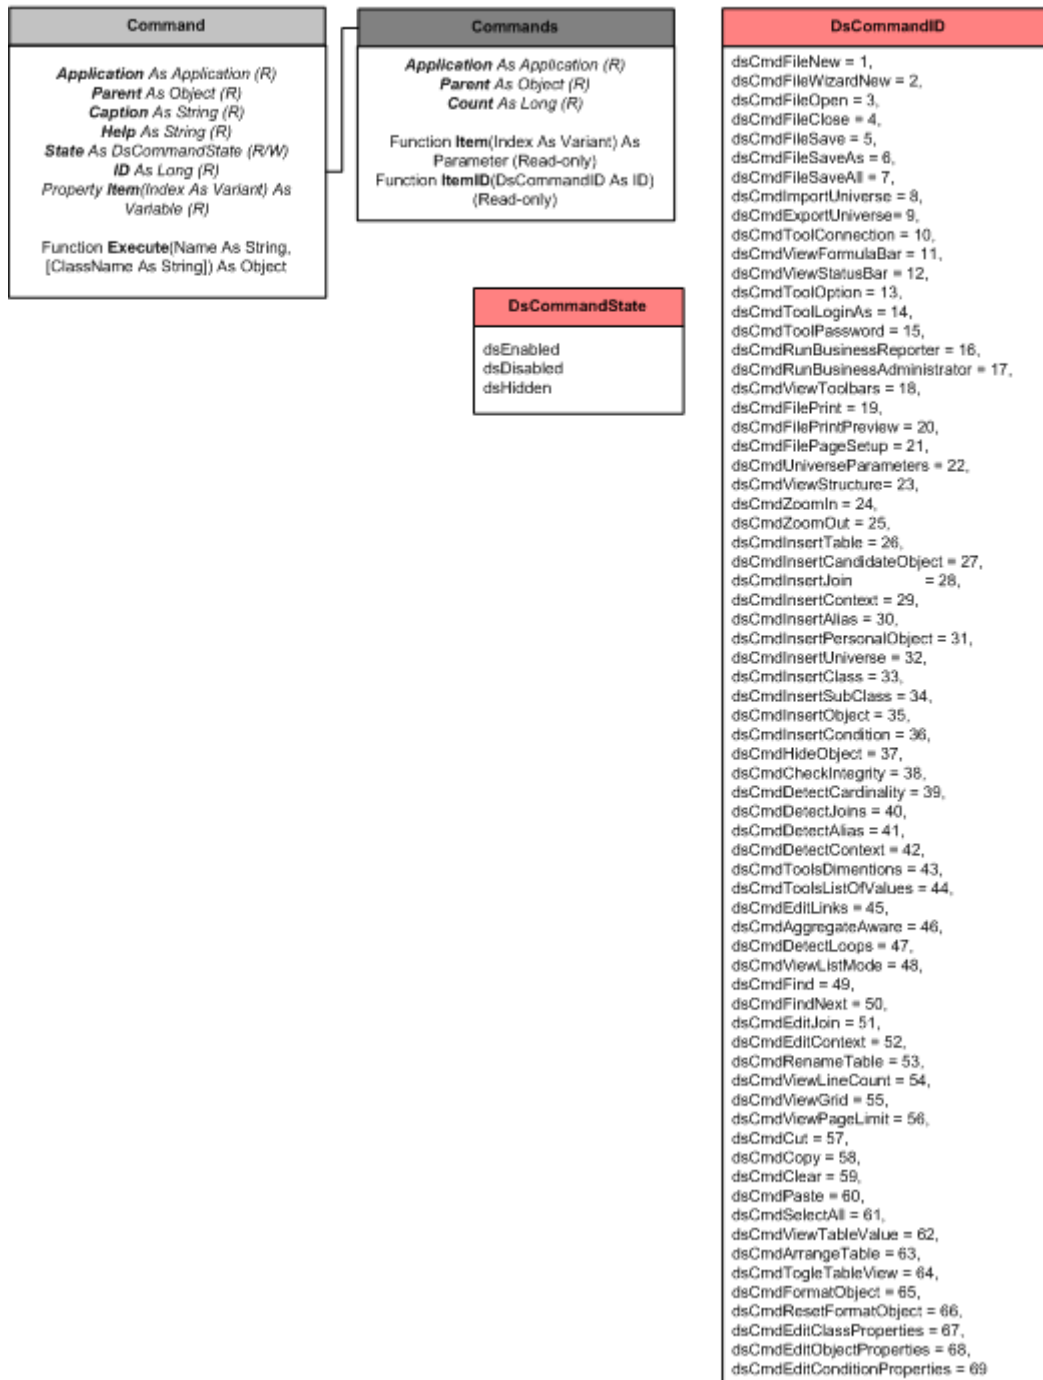 Command
Application As Application (R)
Parent As Object (R)
Caption As String (R)
Help As String (R)
State As DsCommandState (R/W)
ID As Long (R)
Property Item(Index As Variant) As
Variable (R)
Function Execute(Name As String,
[ClassName As String]) As Object
Commands
Application As Application (R)
Parent As Object (R)
Count As Long (R)
Function Item(Index As Variant) As
Parameter (Read-only)
Function ItemID(DsCommandID As ID)
(Read-only)
DsCommandState
dsEnabled
dsDisabled
dsHidden
DsCommandID
dsCmdFileNew = 1,
dsCmdFileWizardNew = 2,
dsCmdFileOpen = 3,
dsCmdFileClose = 4,
dsCmdFileSave = 5,
dsCmdFileSaveAs = 6,
dsCmdFileSaveAll = 7,
dsCmdImportUniverse = 8,
dsCmdExportUniverse= 9,
dsCmdToolConnection = 10,
dsCmdViewFormulaBar = 11,
dsCmdViewStatusBar = 12,
dsCmdToolOption = 13,
dsCmdToolLoginAs = 14,
dsCmdToolPassword = 15,
dsCmdRunBusinessReporter = 16,
dsCmdRunBusinessAdministrator = 17,
dsCmdViewToolbars = 18,
dsCmdFilePrint = 19,
dsCmdFilePrintPreview = 20,
dsCmdFilePageSetup = 21,
dsCmdUniverseParameters = 22,
dsCmdViewStructure= 23,
dsCmdZoomIn = 24,
dsCmdZoomOut = 25,
dsCmdInsertTable = 26,
dsCmdInsertCandidateObject = 27,
dsCmdInsertJoin = 28,
dsCmdInsertContext = 29,
dsCmdInsertAlias = 30,
dsCmdInsertPersonalObject = 31,
dsCmdInsertUniverse = 32,
dsCmdInsertClass = 33,
dsCmdInsertSubClass = 34,
dsCmdInsertObject = 35,
dsCmdInsertCondition = 36,
dsCmdHideObject = 37,
dsCmdCheckIntegrity = 38,
dsCmdDetectCardinality = 39,
dsCmdDetectJoins = 40,
dsCmdDetectAlias = 41,
dsCmdDetectContext = 42,
dsCmdToolsDimentions = 43,
dsCmdToolsListOfValues = 44,
dsCmdEditLinks = 45,
dsCmdAggregateAware = 46,
dsCmdDetectLoops = 47,
dsCmdViewListMode = 48,
dsCmdFind = 49,
dsCmdFindNext = 50,
dsCmdEditJoin = 51,
dsCmdEditContext = 52,
dsCmdRenameTable = 53,
dsCmdViewLineCount = 54,
dsCmdViewGrid = 55,
dsCmdViewPageLimit = 56,
dsCmdCut = 57,
dsCmdCopy = 58,
dsCmdClear = 59,
dsCmdPaste = 60,
dsCmdSelectAll = 61,
dsCmdViewTableValue = 62,
dsCmdArrangeTable = 63,
dsCmdTogleTableView = 64,
dsCmdFormatObject = 65,
dsCmdResetFormatObject = 66,
dsCmdEditClassProperties = 67,
dsCmdEditObjectProperties = 68,
dsCmdEditConditionProperties = 69